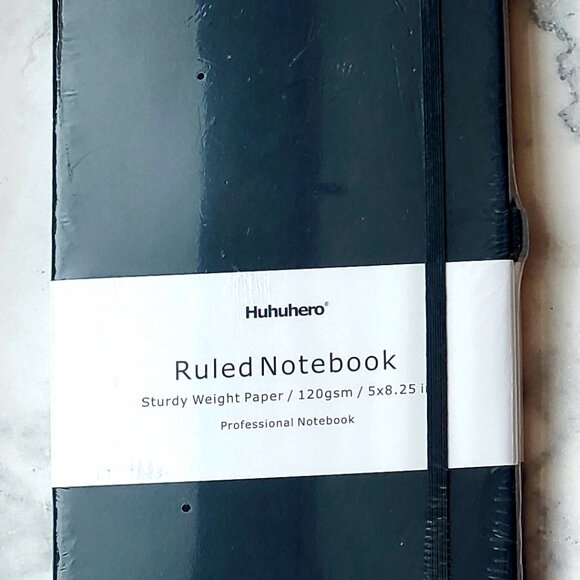 Huhuhero®
Ruled Notebook
Sturdy Weight Paper / 120gsm / 5x8.25 i
Professional Notebook